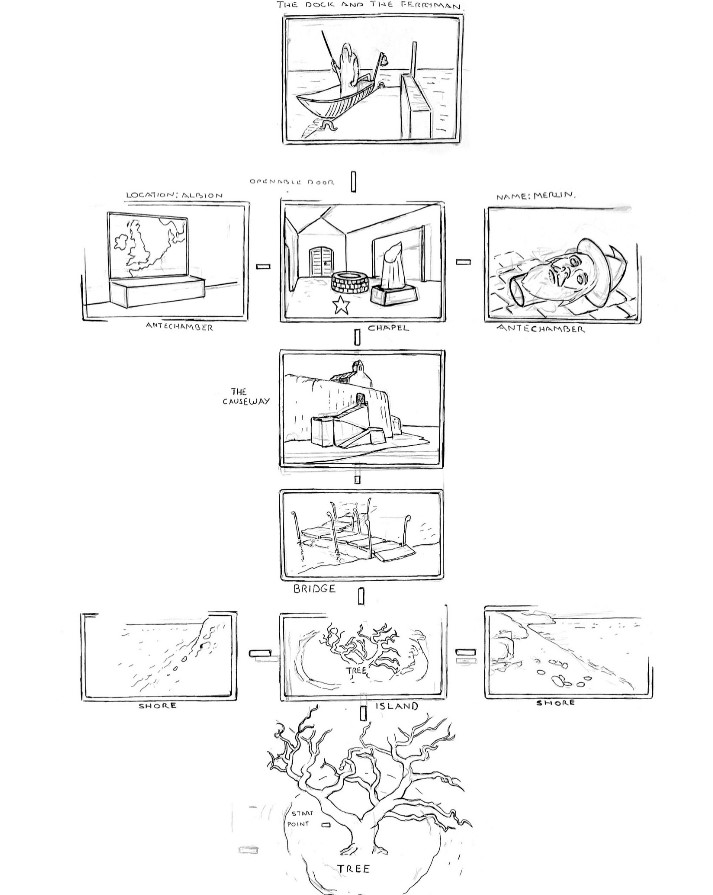 THE DOCK AND THE FERRYMAN.
OPENABLE DOOR
LOCATION: ALBION
NAME: MERLIN.
ANTECHAMBER
CHAPEL
ANTECHAMBER
THE
CAUSEWAY
BRIDGE
TREE
SHORE
ISLAND
SHORE
START
POINT
TREE